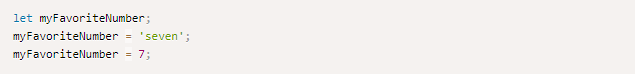 let myFavoriteNumber;
myFavoriteNumber = 'seven';
myFavoriteNumber = 7;